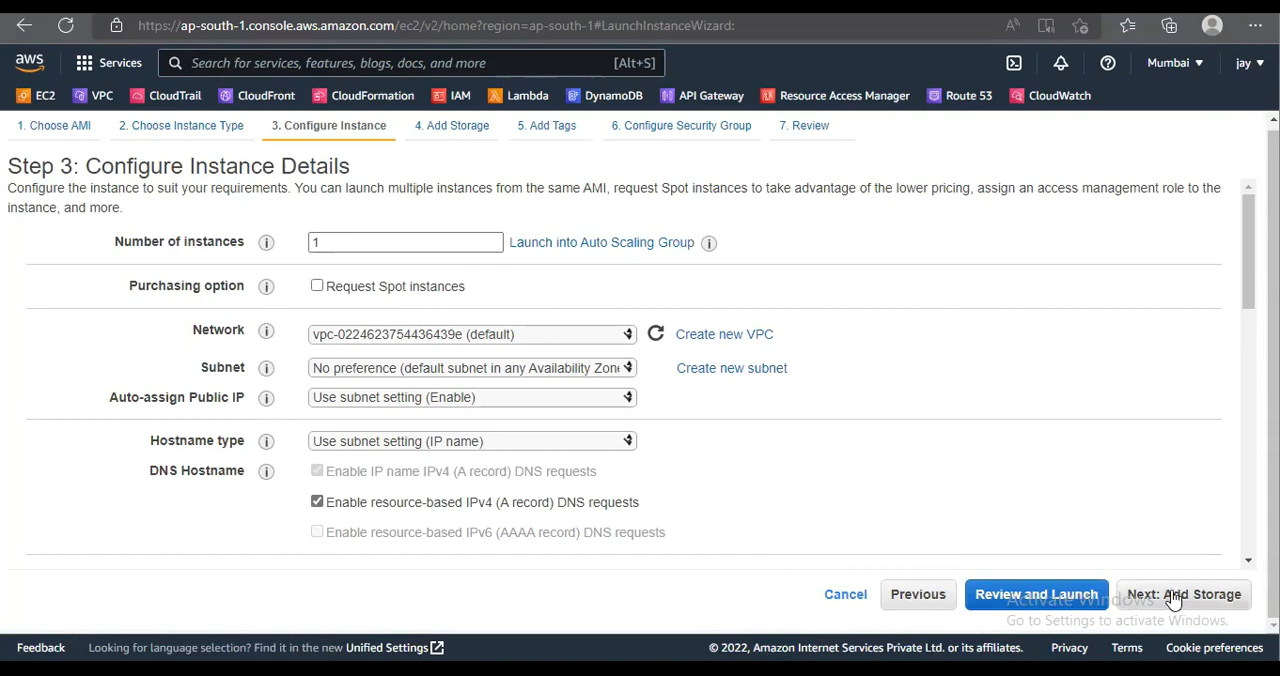 https://ap-south-1.console.aws.amazon.com/ec2/v2/home?region=ap-south-1#LaunchInstanceWizard:
aws Services Search for services, features, blogs, docs, and more [Alt+S] Mumbai jay
EC2 VPC CloudTrail CloudFront CloudFormation IAM Lambda DynamoDB API Gateway Resource Access Manager Route 53 CloudWatch
1. Choose AMI 2. Choose Instance Type 3. Configure Instance 4. Add Storage 5. Add Tags 6. Configure Security Group 7. Review
Step 3: Configure Instance Details
Configure the instance to suit your requirements. You can launch multiple instances from the same AMI, request Spot instances to take advantage of the lower pricing, assign an access management role to the
instance, and more.
Number of instances 1 Launch into Auto Scaling Group
Purchasing option Request Spot instances
Network vpc-0224623754436439e (default) Create new VPC
Subnet No preference (default subnet in any Availability Zone Create new subnet
Auto-assign Public IP Use subnet setting (Enable)
Hostname type Use subnet setting (IP name)
DNS Hostname Enable IP name IPv4 (A record) DNS requests
Enable resource-based IPv4 (A record) DNS requests
Enable resource-based IPv6 (AAAA record) DNS requests
Cancel Previous Review and Launch Next: Add Storage
Activate Windows
Go to Settings to activate Windows.
Feedback Looking for language selection? Find it in the new Unified Settings © 2022, Amazon Internet Services Private Ltd. or its affiliates. Privacy Terms Cookie preferences